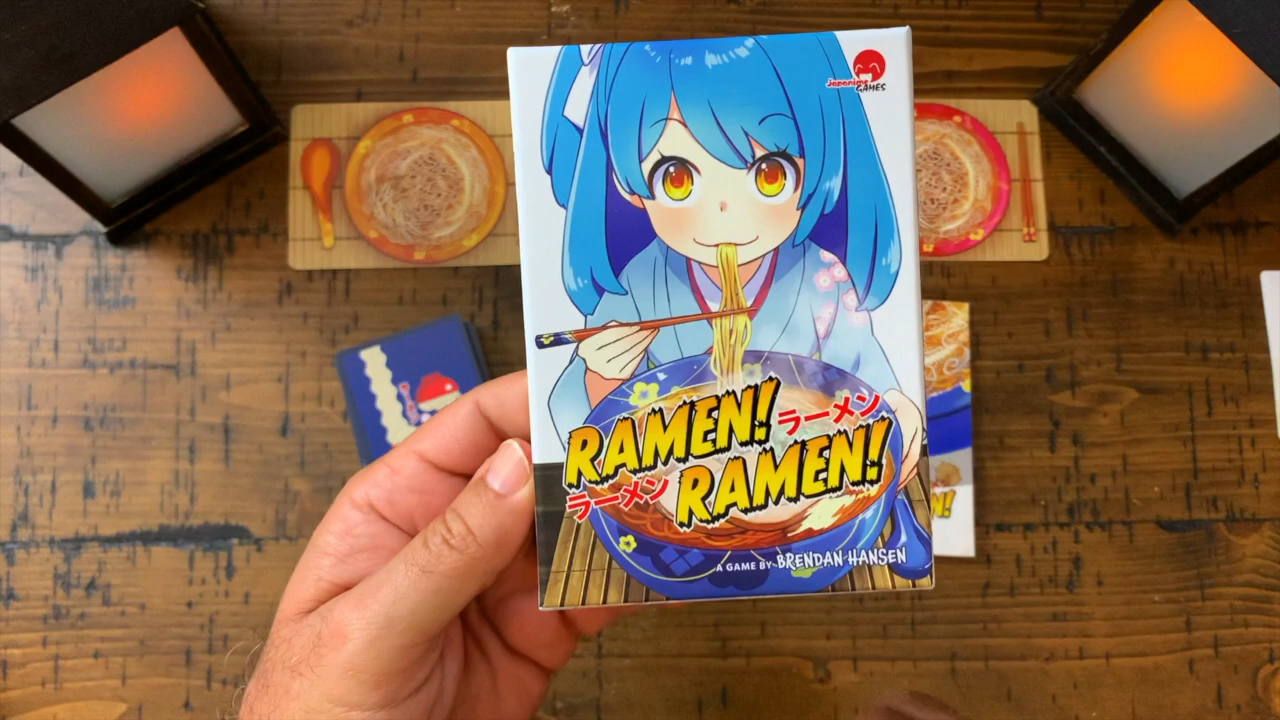 Japanime
GAMES
RAMEN!
ラーメン
ラーメン
RAMEN!
A GAME BY BRENDAN HANSEN
N!